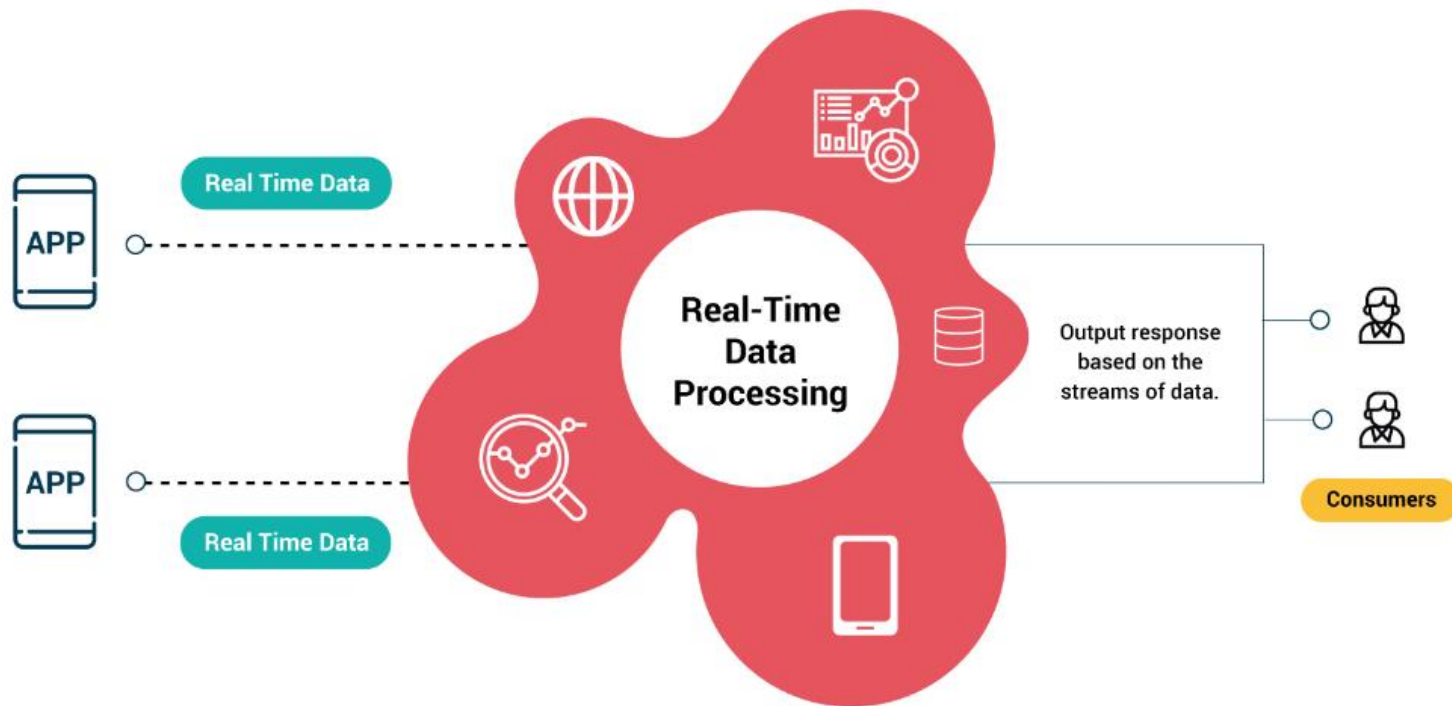 Real Time Data
APP
APP
Real Time Data
Real-Time
Data
Processing
Output response
based on the
streams of data.
Consumers